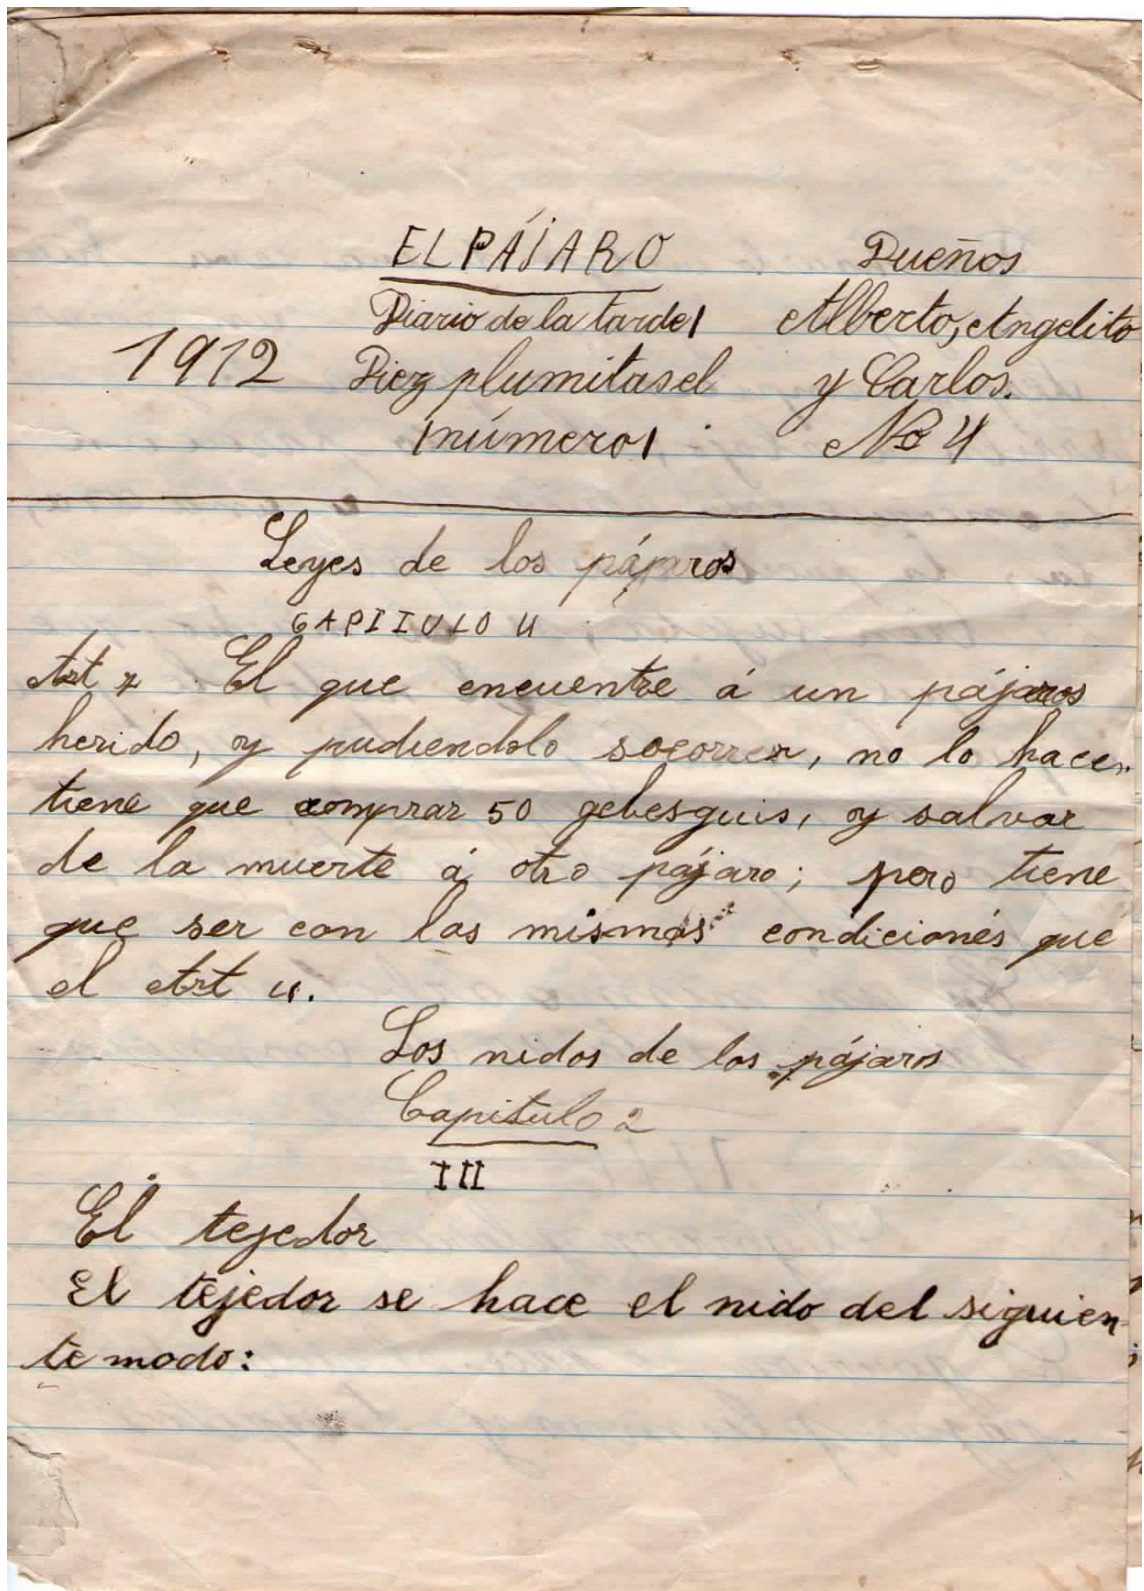 EL PÁJARO
Dueños
Diario de la tarde
Alberto, Angelito
1912
Diez plumitas el
y Carlos.
número
No 4
Leyes de los pájaros
CAPIIULO 4
Art El que encuentre á un pájaros
herido, y pudiendolo socorrer, no lo hace,
tiene que comprar 50 gebesguis, y salvar
de la muerte á otro pájaro; pero tiene
que ser con las mismas condiciones que
el Art 4.
Los nidos de los pájaros
Capitulo 2
III
El tejedor
El tejedor se hace el nido del siguien
te modo: